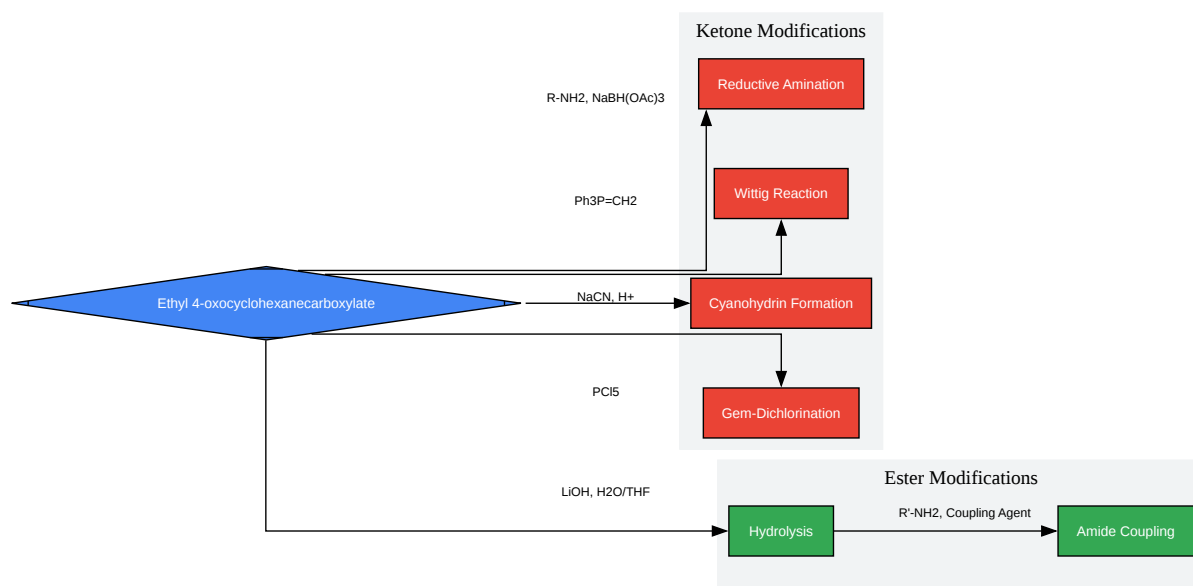 Ketone Modifications
Reductive Amination
R-NH2, NaBH(OAc)3
Wittig Reaction
Ph3P=CH2
Ethyl 4-oxocyclohexanecarboxylate
NaCN, H+
Cyanohydrin Formation
PCl5
Gem-Dichlorination
Ester Modifications
LiOH, H2O/THF
Hydrolysis
R'-NH2, Coupling Agent
Amide Coupling